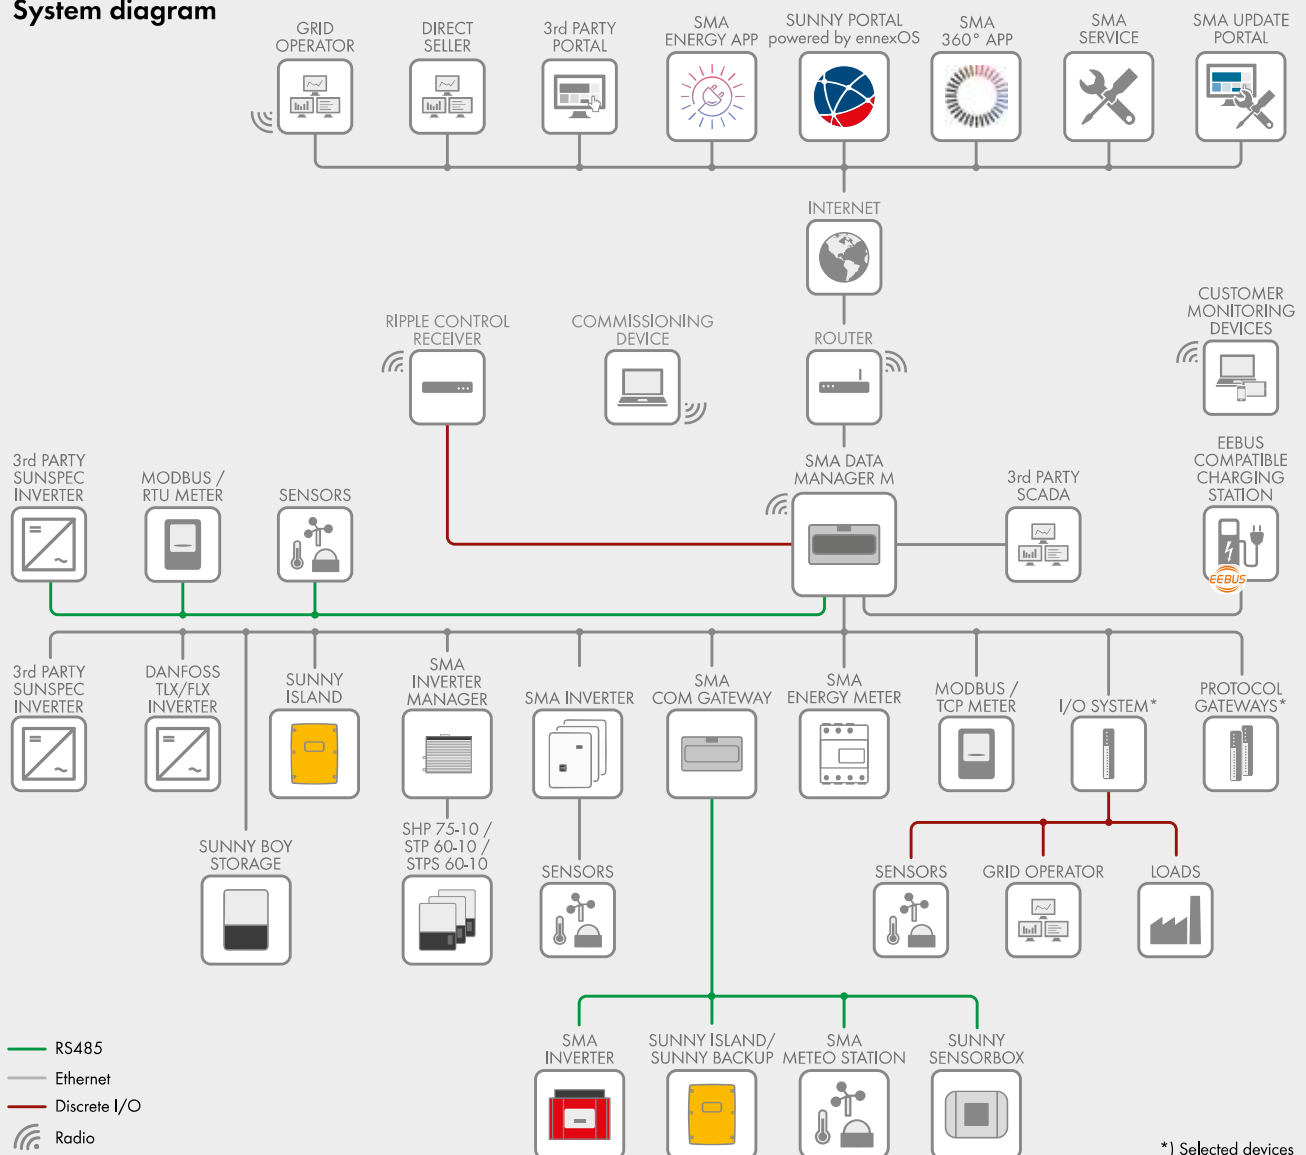 System diagram
GRID
OPERATOR
DIRECT
SELLER
3rd PARTY
PORTAL
SMA
ENERGY APP
SUNNY PORTAL
powered by ennexOS
SMA
360° APP
SMA
SERVICE
SMA UPDATE
PORTAL
INTERNET
RIPPLE CONTROL
RECEIVER
COMMISSIONING
DEVICE
ROUTER
CUSTOMER
MONITORING
DEVICES
3rd PARTY
SUNSPEC
INVERTER
MODBUS /
RTU METER
SENSORS
SMA DATA
MANAGER M
3rd PARTY
SCADA
EEBUS
COMPATIBLE
CHARGING
STATION
EEBUS
3rd PARTY
SUNSPEC
INVERTER
DANFOSS
TLX/FLX
INVERTER
SUNNY
ISLAND
SMA
INVERTER
MANAGER
SMA INVERTER
SMA
COM GATEWAY
SMA
ENERGY METER
MODBUS /
TCP METER
I/O SYSTEM*
PROTOCOL
GATEWAYS*
SUNNY BOY
STORAGE
SHP 75-10 /
STP 60-10 /
STPS 60-10
SENSORS
SENSORS
GRID OPERATOR
LOADS
SMA
INVERTER
SUNNY ISLAND/
SUNNY BACKUP
SMA
METEO STATION
SUNNY
SENSORBOX
RS485
Ethernet
Discrete I/O
Radio
*) Selected devices